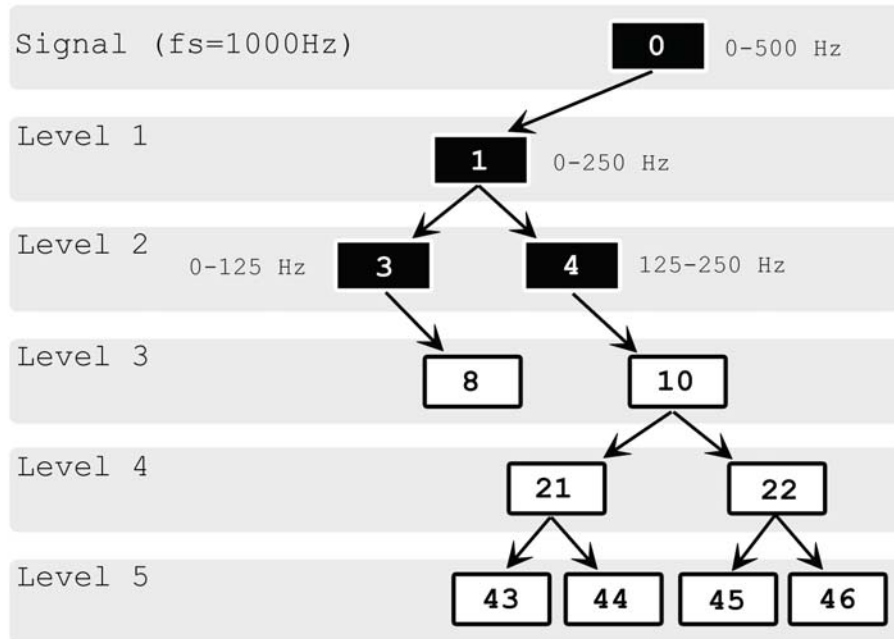 Signal (fs=1000Hz) 0 0-500 Hz
Level 1
1 0-250 Hz
Level 2
0-125 Hz 3 4 125-250 Hz
Level 3
8 10
Level 4
21 22
Level 5
43 44 45 46